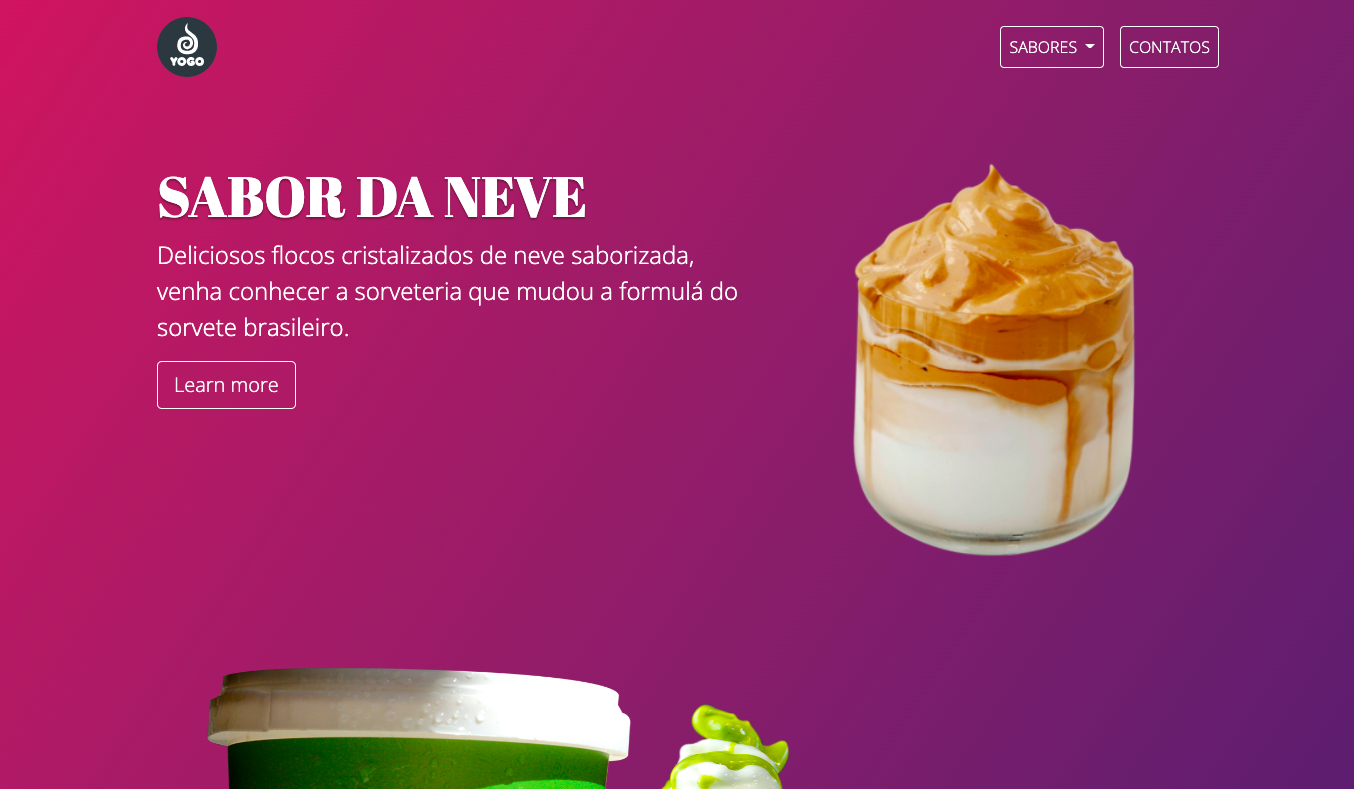 YOGO
SABORES
CONTATOS
SABOR DA NEVE
Deliciosos flocos cristalizados de neve saborizada,
venha conhecer a sorveteria que mudou a formulá do
sorvete brasileiro.
Learn more